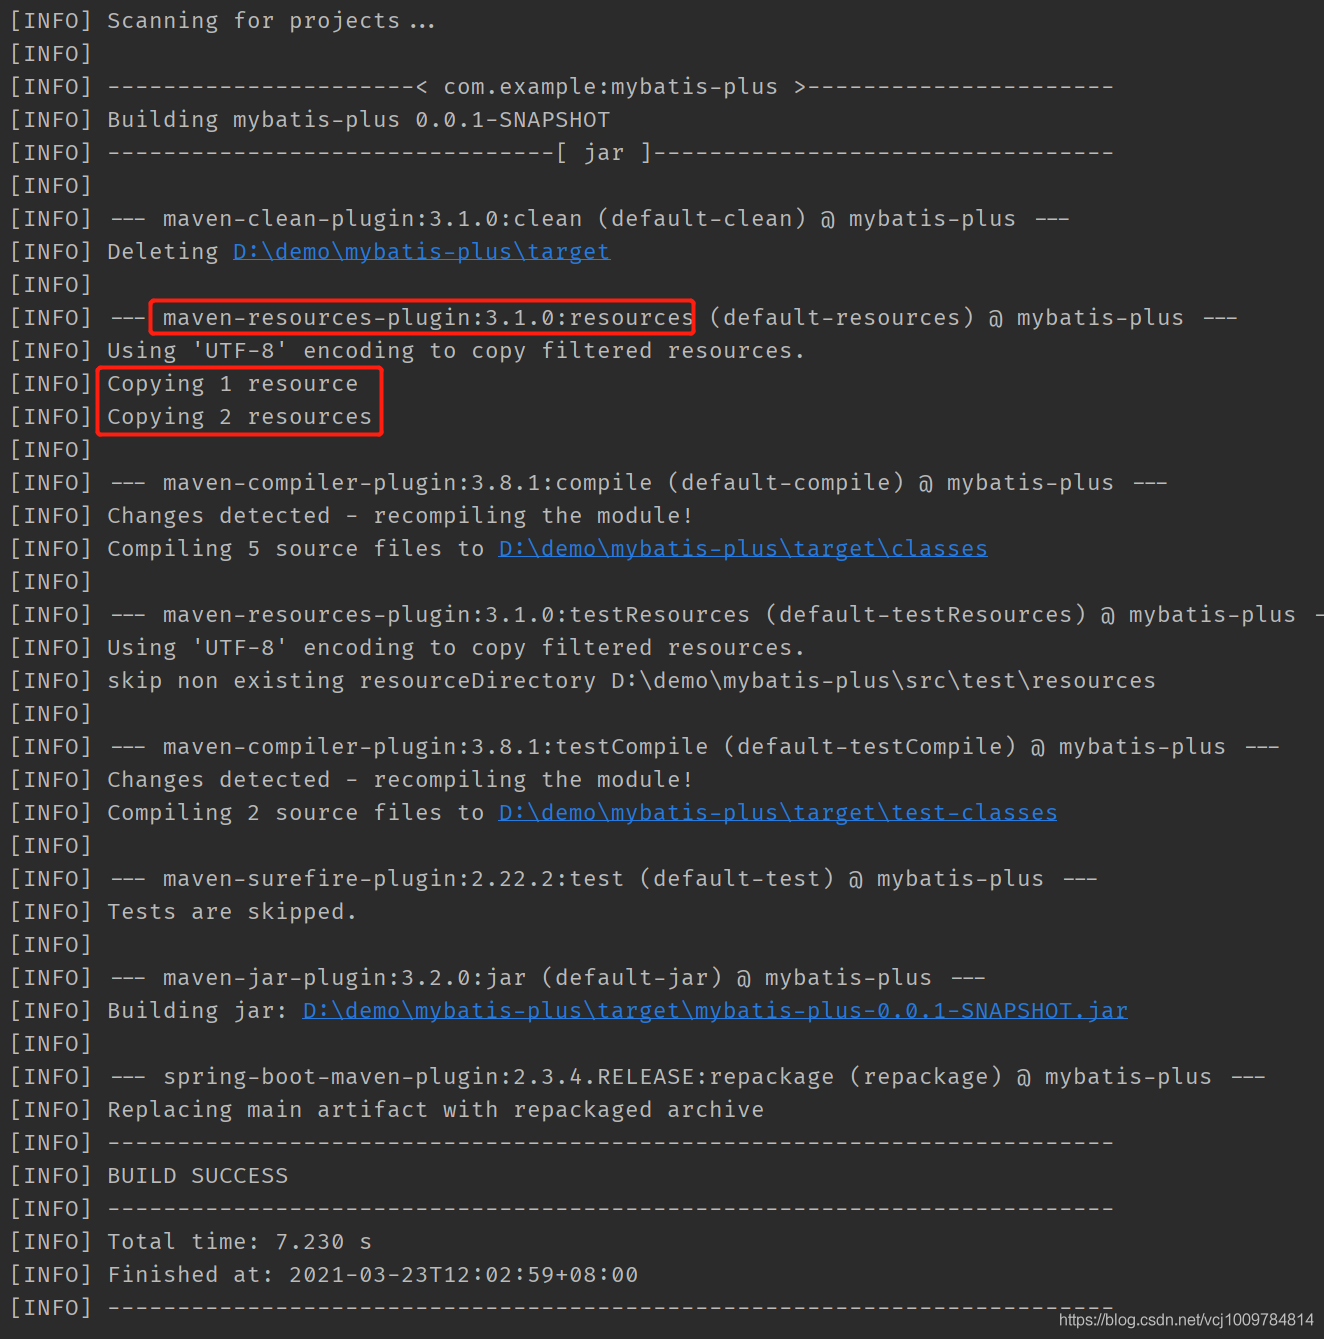 [INFO] Scanning for projects...
[INFO]
[INFO] ----------------------< com.example:mybatis-plus >----------------------
[INFO] Building mybatis-plus 0.0.1-SNAPSHOT
[INFO] --------------------------------[ jar ]---------------------------------
[INFO]
[INFO] --- maven-clean-plugin:3.1.0:clean (default-clean) @ mybatis-plus ---
[INFO] Deleting D:\demo\mybatis-plus\target
[INFO]
[INFO] --- maven-resources-plugin:3.1.0:resources (default-resources) @ mybatis-plus ---
[INFO] Using 'UTF-8' encoding to copy filtered resources.
[INFO] Copying 1 resource
[INFO] Copying 2 resources
[INFO]
[INFO] --- maven-compiler-plugin:3.8.1:compile (default-compile) @ mybatis-plus ---
[INFO] Changes detected - recompiling the module!
[INFO] Compiling 5 source files to D:\demo\mybatis-plus\target\classes
[INFO]
[INFO] --- maven-resources-plugin:3.1.0:testResources (default-testResources) @ mybatis-plus -
[INFO] Using 'UTF-8' encoding to copy filtered resources.
[INFO] skip non existing resourceDirectory D:\demo\mybatis-plus\src\test\resources
[INFO]
[INFO] --- maven-compiler-plugin:3.8.1:testCompile (default-testCompile) @ mybatis-plus ---
[INFO] Changes detected - recompiling the module!
[INFO] Compiling 2 source files to D:\demo\mybatis-plus\target\test-classes
[INFO]
[INFO] --- maven-surefire-plugin:2.22.2:test (default-test) @ mybatis-plus ---
[INFO] Tests are skipped.
[INFO]
[INFO] --- maven-jar-plugin:3.2.0:jar (default-jar) @ mybatis-plus ---
[INFO] Building jar: D:\demo\mybatis-plus\target\mybatis-plus-0.0.1-SNAPSHOT.jar
[INFO]
[INFO] --- spring-boot-maven-plugin:2.3.4.RELEASE:repackage (repackage) @ mybatis-plus ---
[INFO] Replacing main artifact with repackaged archive
[INFO] ------------------------------------------------------------------------
[INFO] BUILD SUCCESS
[INFO] ------------------------------------------------------------------------
[INFO] Total time: 7.230 s
[INFO] Finished at: 2021-03-23T12:02:59+08:00
[INFO] ------------------------------------------------------------------------
https://blog.csdn.net/vcj1009784814